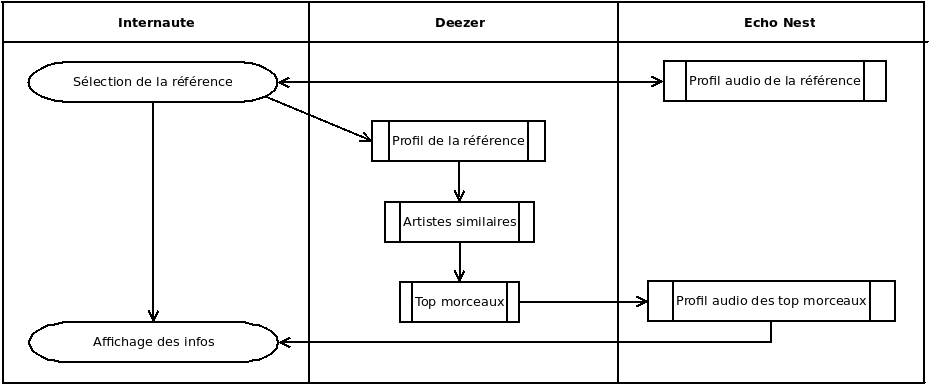 Internaute
Deezer
Echo Nest
Sélection de la référence
Profil audio de la référence
Profil de la référence
Artistes similaires
Top morceaux
Profil audio des top morceaux
Affichage des infos